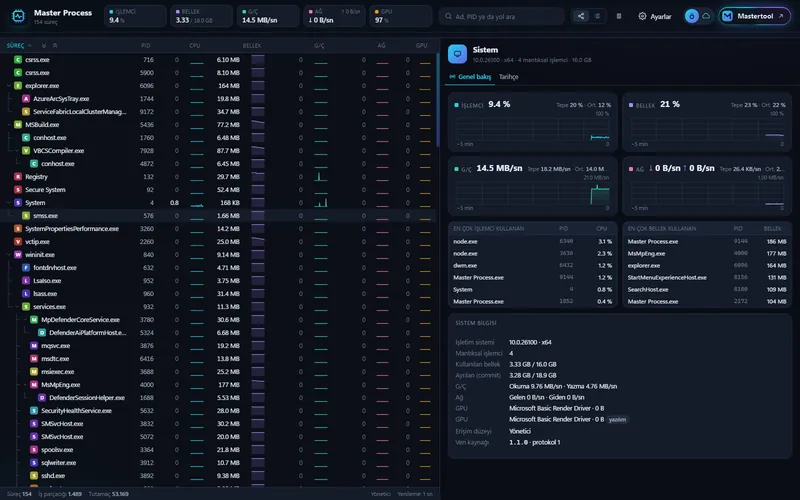 Master Process
154 süreç
İŞLEMCİ
9.4 %
BELLEK
3.33 / 18.0 GB
G/Ç
14.5 MB/sn
AĞ ↑ 0 B/sn
↓ 0 B/sn
GPU
97 %
Ad, PID ya da yol ara
Ayarlar
Mastertool ↗
SÜREÇ PID CPU BELLEK G/Ç AĞ GPU
csrss.exe 716 0 6.10 MB 0 0 0
csrss.exe 5900 0 8.10 MB 0 0 0
explorer.exe 6096 0 164 MB 0 0 0
AzureArcSysTray.exe 1744 0 19.8 MB 0 0 0
ServiceFabricLocalClusterManag... 9172 0 34.7 MB 0 0 0
MSBuild.exe 5436 0 77.2 MB 0 0 0
conhost.exe 1760 0 6.48 MB 0 0 0
VBCSCompiler.exe 7928 0 87.7 MB 0 0 0
conhost.exe 4872 0 6.45 MB 0 0 0
Registry 132 0 29.7 MB 0 0 0
Secure System 92 0 52.4 MB 0 0 0
System 4 0.8 168 KB 0 0 0
smss.exe 576 0 1.66 MB 0 0 0
SystemPropertiesPerformance.exe 3260 0 14.2 MB 0 0 0
vctip.exe 2260 0 25.0 MB 0 0 0
wininit.exe 840 0 9.14 MB 0 0 0
fontdrvhost.exe 632 0 4.71 MB 0 0 0
LsaIso.exe 952 0 3.75 MB 0 0 0
lsass.exe 960 0 31.4 MB 0 0 0
services.exe 932 0 11.3 MB 0 0 0
MpDefenderCoreService.exe 3780 0 30.6 MB 0 0 0
DefenderAiPlatformHost.e... 5324 0 6.68 MB 0 0 0
mqsvc.exe 3876 0 19.2 MB 0 0 0
msdtc.exe 6416 0 13.8 MB 0 0 0
msiexec.exe 3688 0 25.2 MB 0 0 0
MsMpEng.exe 4000 0 177 MB 0 0 0
DefenderSessionHelper.exe 1688 0 5.53 MB 0 0 0
SecurityHealthService.exe 5632 0 28.0 MB 0 0 0
SMSvcHost.exe 3832 0 30.2 MB 0 0 0
SMSvcHost.exe 5072 0 20.0 MB 0 0 0
spoolsv.exe 3364 0 21.8 MB 0 0 0
sqlwriter.exe 3912 0 10.7 MB 0 0 0
sshd.exe 3892 0 9.38 MB 0 0 0
Süreç 154 İş parçacığı 1.489 Tutamaç 53.169 Yönetici Yenileme 1 sn
Sistem
10.0.26100 · x64 · 4 mantıksal işlemci · 16.0 GB
Genel bakış Tarihçe
İŞLEMCİ 9.4 % Tepe 20 % · Ort. 12 %
100 %
−5 min 0
BELLEK 21 % Tepe 23 % · Ort. 22 %
100 %
−5 min 0
G/Ç 14.5 MB/sn Tepe 18.2 MB/sn · Ort. 14.0 M...
21.0 MB/sn
−5 min 0
AĞ ↓ 0 B/sn ↑ 0 B/sn Tepe 26.4 KB/sn · Ort. 2...
1.00 MB/sn
−5 min 0
EN ÇOK İŞLEMCİ KULLANAN PID CPU
node.exe 6340 3.1 %
node.exe 3630 2.3 %
dwm.exe 6432 1.2 %
Master Process.exe 9144 1.2 %
System 4 0.8 %
Master Process.exe 1852 0.4 %
EN ÇOK BELLEK KULLANAN PID BELLEK
Master Process.exe 9144 186 MB
MsMpEng.exe 4000 177 MB
explorer.exe 6096 164 MB
StartMenuExperienceHost.exe 8136 131 MB
SearchHost.exe 8180 109 MB
Master Process.exe 2172 104 MB
SİSTEM BİLGİSİ
İşletim sistemi 10.0.26100 · x64
Mantıksal işlemci 4
Kullanılan bellek 3.33 GB / 16.0 GB
Ayrılan (commit) 3.28 GB / 18.9 GB
G/Ç Okuma 9.76 MB/sn · Yazma 4.76 MB/sn
Ağ Gelen 0 B/sn · Giden 0 B/sn
GPU Microsoft Basic Render Driver · 0 B
GPU Microsoft Basic Render Driver · 0 B yazılım
Erişim düzeyi Yönetici
Veri kaynağı 1.1.0 · protokol 1